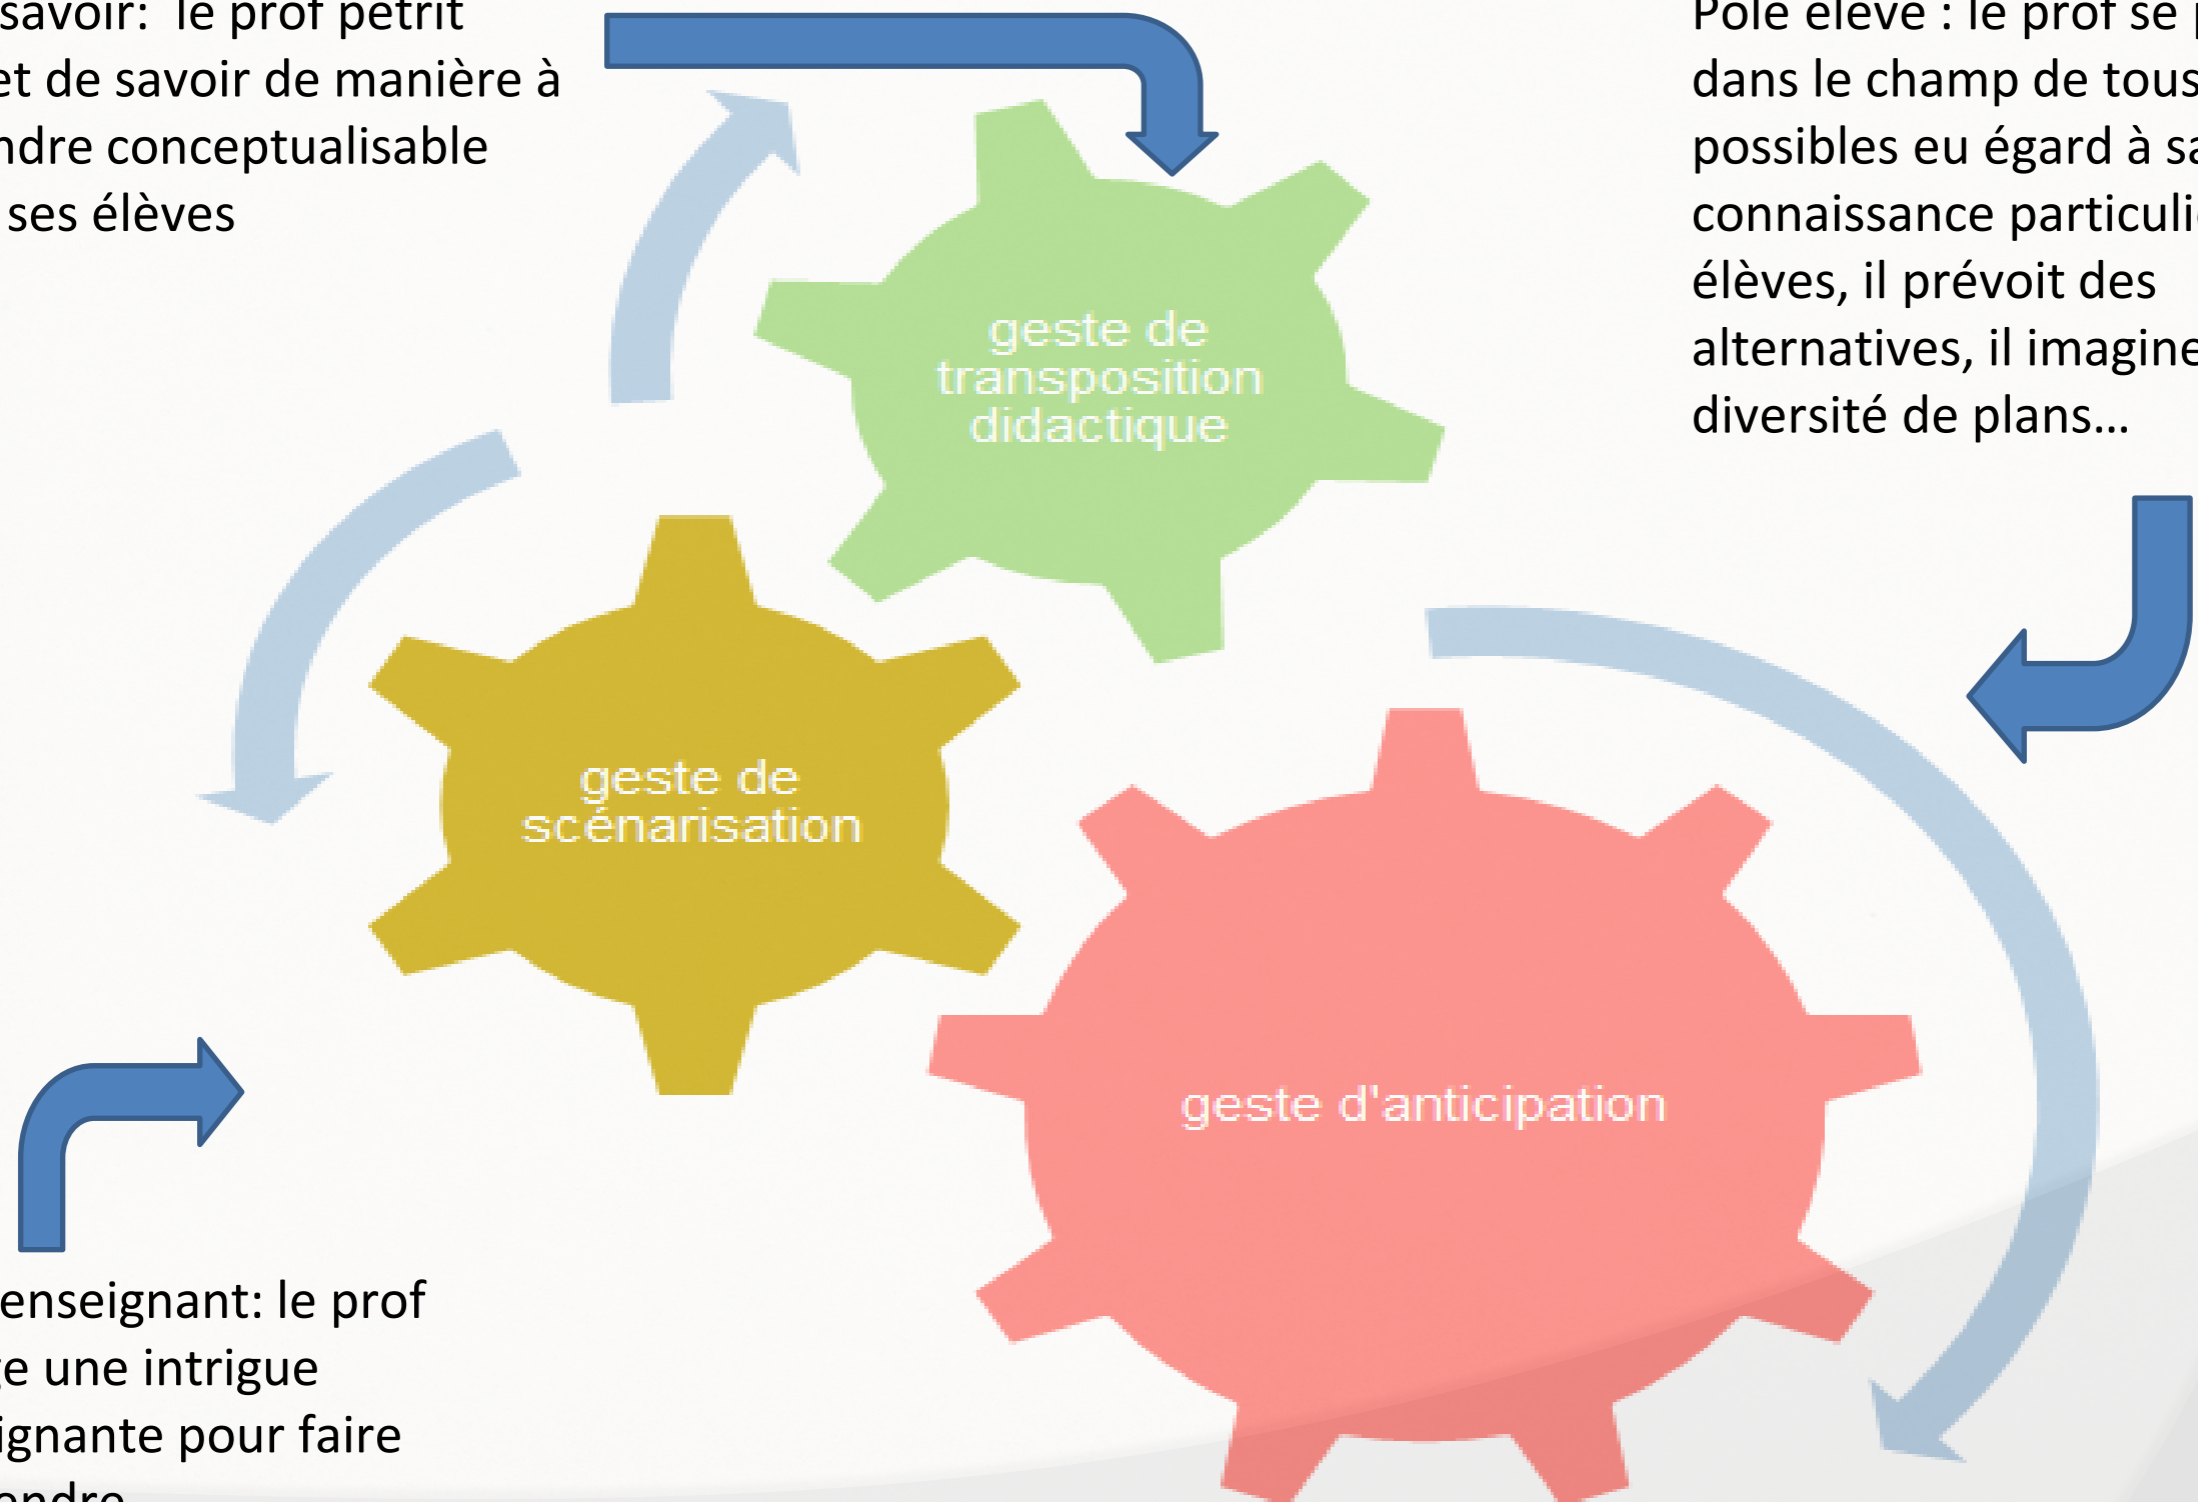 savoir: le prof pétrit
et de savoir de manière à
ndre conceptualisable
ses élèves
Pôle élève : le prof se p
dans le champ de tous
possibles eu égard à sa
connaissance particuli
élèves, il prévoit des
alternatives, il imagine
diversité de plans…
geste de
transposition
didactique
geste de
scénarisation
geste d'anticipation
enseignant: le prof
ge une intrigue
ignante pour faire
endre